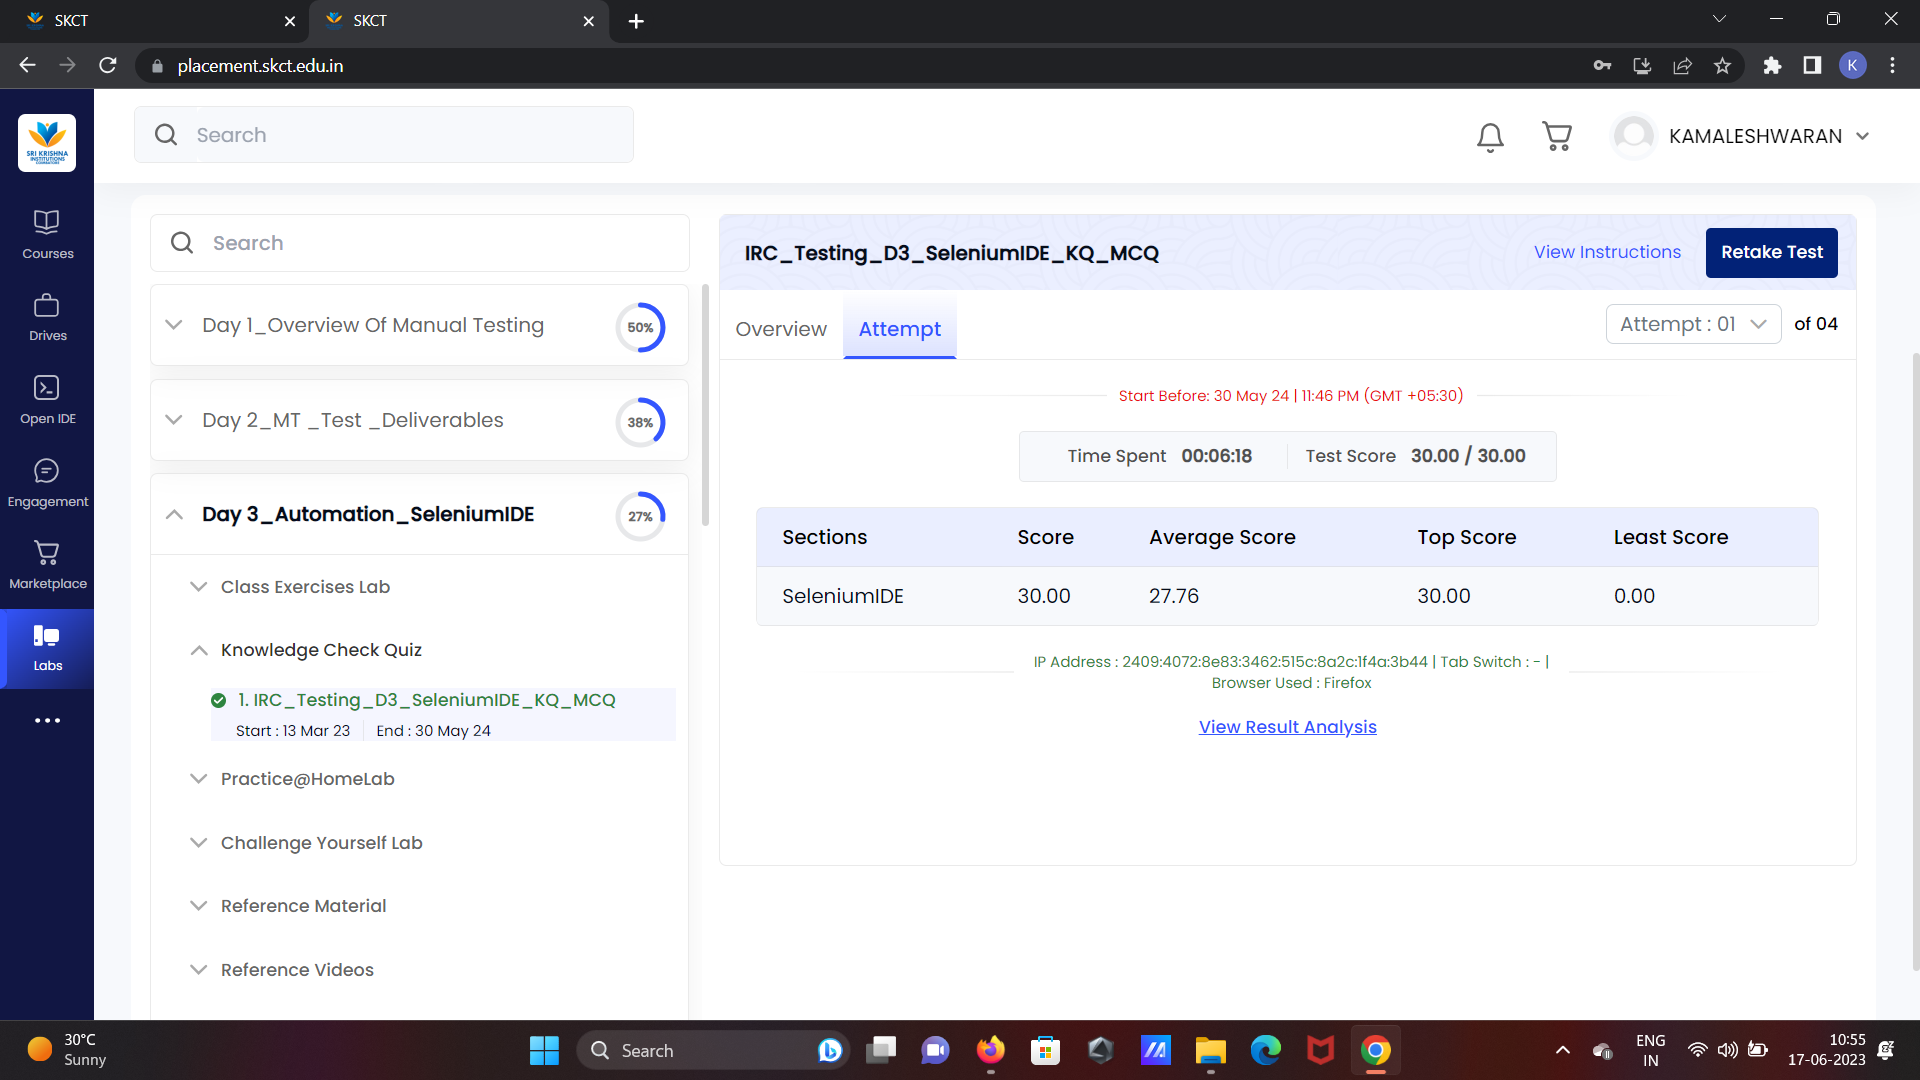 SKCT
SKCT
placement.skct.edu.in
K
SRI KRISHNA
INSTITUTIONS
Search
KAMALESHWARAN
Courses
Drives
Open IDE
Engagement
Marketplace
Labs
Search
Day 1_Overview Of Manual Testing
50%
Day 2_MT _Test _Deliverables
38%
Day 3_Automation_SeleniumIDE
27%
Class Exercises Lab
Knowledge Check Quiz
1. IRC_Testing_D3_SeleniumIDE_KQ_MCQ
Start : 13 Mar 23 End : 30 May 24
Practice@HomeLab
Challenge Yourself Lab
Reference Material
Reference Videos
IRC_Testing_D3_SeleniumIDE_KQ_MCQ
View Instructions
Retake Test
Overview
Attempt
Attempt : 01
of 04
Start Before: 30 May 24 | 11:46 PM (GMT +05:30)
Time Spent 00:06:18 Test Score 30.00 / 30.00
Sections Score Average Score Top Score Least Score
SeleniumIDE 30.00 27.76 30.00 0.00
IP Address : 2409:4072:8e83:3462:515c:8a2c:1f4a:3b44 | Tab Switch : - |
Browser Used : Firefox
View Result Analysis
30°C
Sunny
Search
ENG
IN
10:55
17-06-2023